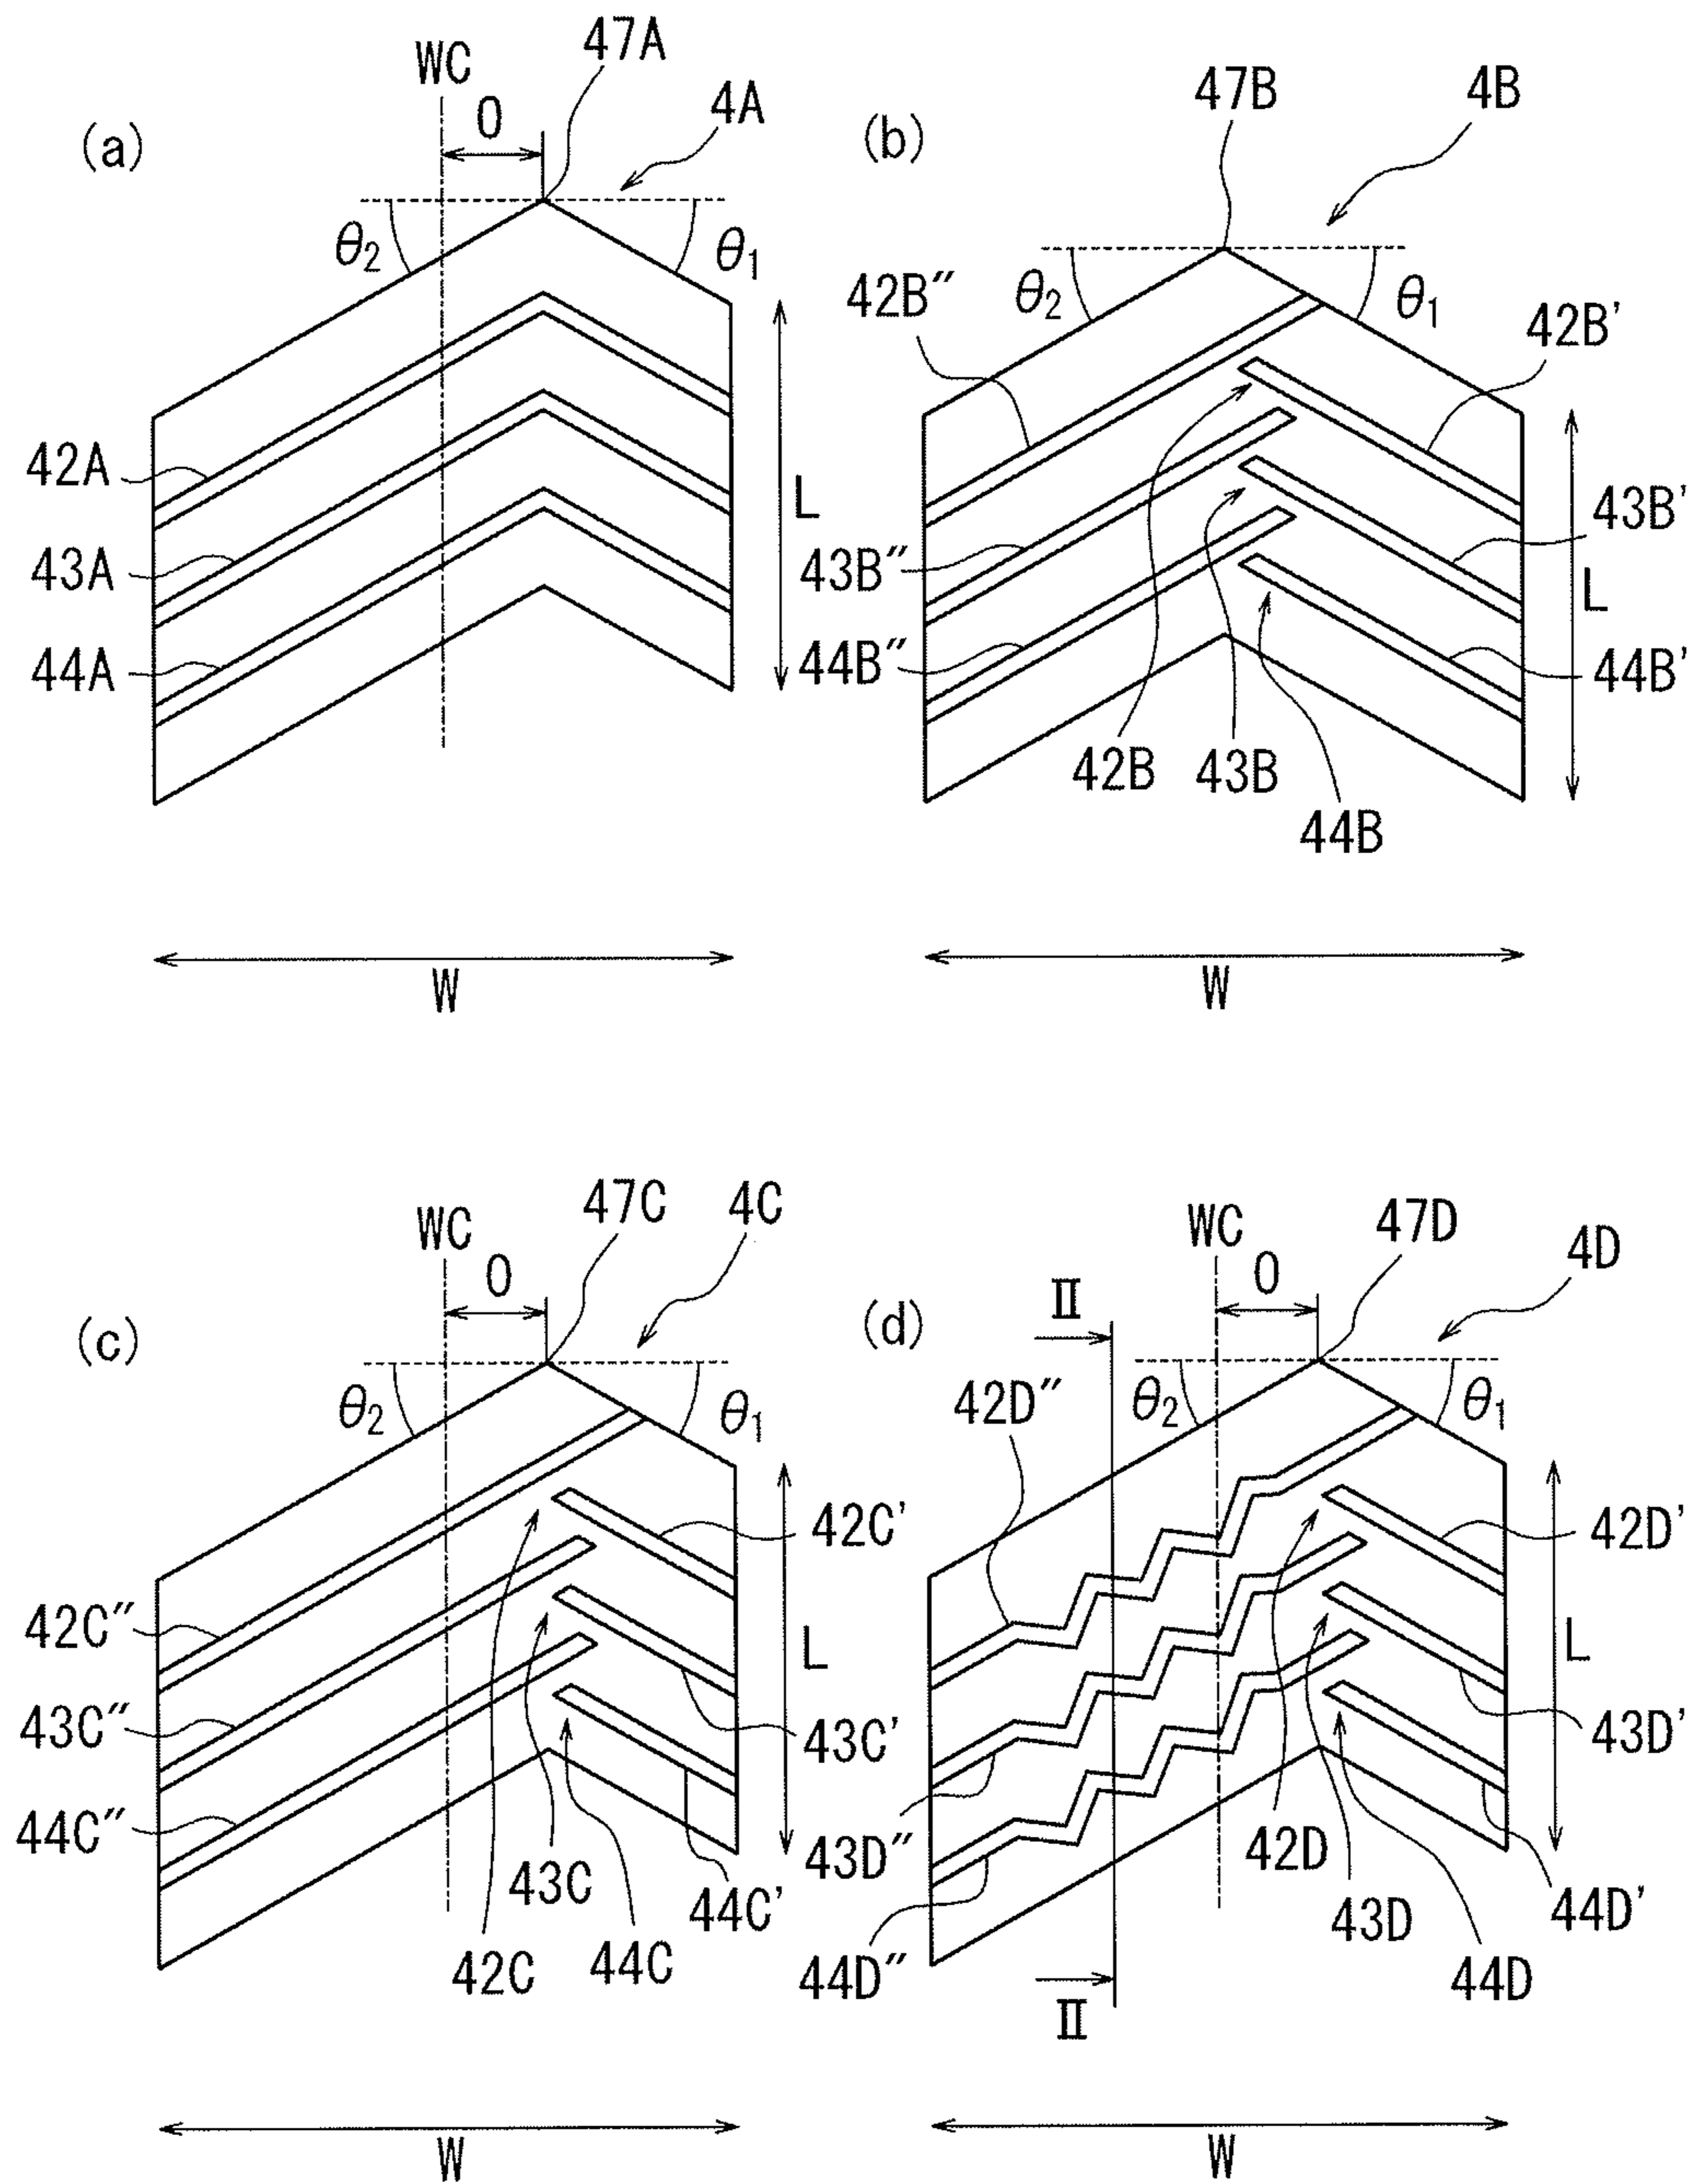 (a)
WC
O
47A
4A
θ2
θ1
42A
43A
44A
L
W
(b)
47B
4B
θ2
θ1
42B″
42B'
43B″
43B'
L
44B″
44B'
42B
43B
44B
W
(c)
WC
O
47C
4C
θ2
θ1
42C'
42C″
L
43C″
43C'
44C″
43C
44C'
42C
44C
W
(d)
II
WC
O
47D
4D
42D″
θ2
θ1
42D'
L
43D'
43D″
42D
44D″
43D
44D'
44D
II
W